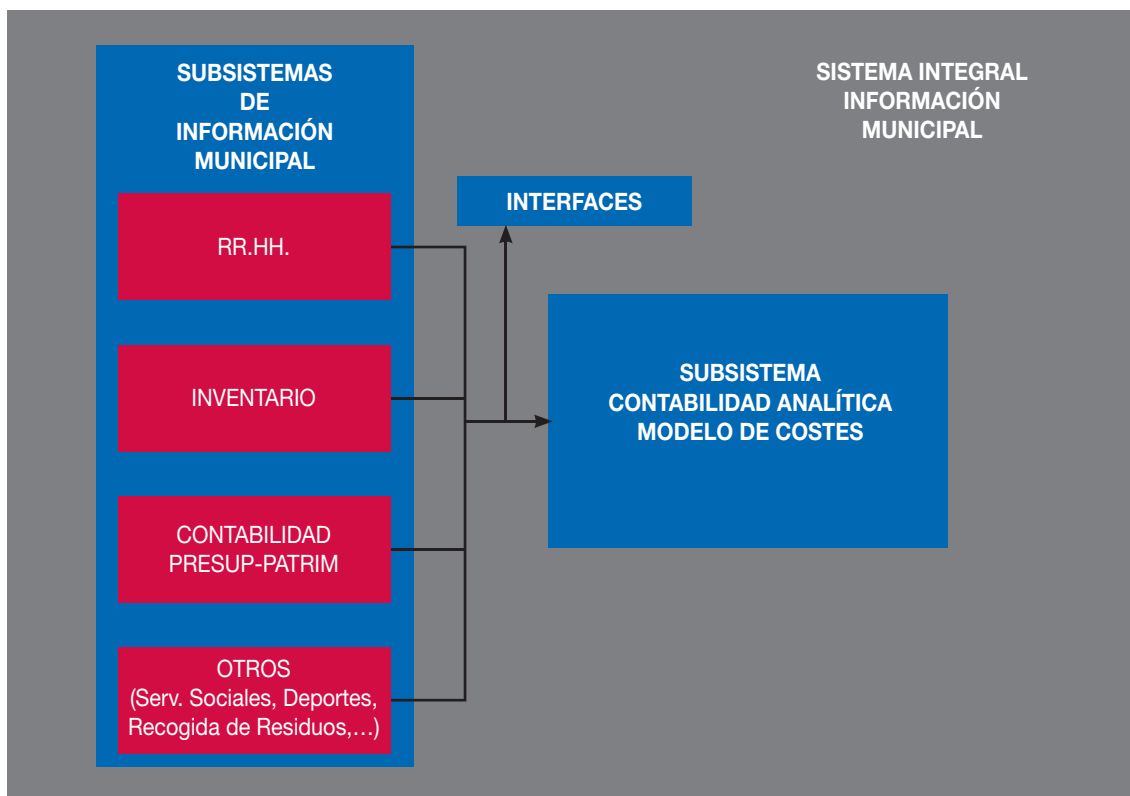 SUBSISTEMAS
DE
INFORMACIÓN
MUNICIPAL
SISTEMA INTEGRAL
INFORMACIÓN
MUNICIPAL
INTERFACES
RR.HH.
INVENTARIO
SUBSISTEMA
CONTABILIDAD ANALÍTICA
MODELO DE COSTES
CONTABILIDAD
PRESUP-PATRIM
OTROS
(Serv. Sociales, Deportes,
Recogida de Residuos,...)